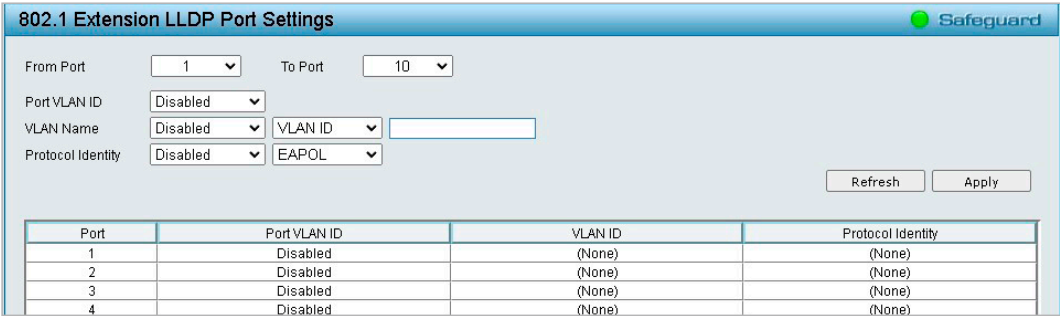 802.1 Extension LLDP Port Settings Safeguard
From Port 1 To Port 10
Port VLAN ID Disabled
VLAN Name Disabled VLAN ID
Protocol Identity Disabled EAPOL
Refresh Apply
Port Port VLAN ID VLAN ID Protocol Identity
1 Disabled (None) (None)
2 Disabled (None) (None)
3 Disabled (None) (None)
4 Disabled (None) (None)